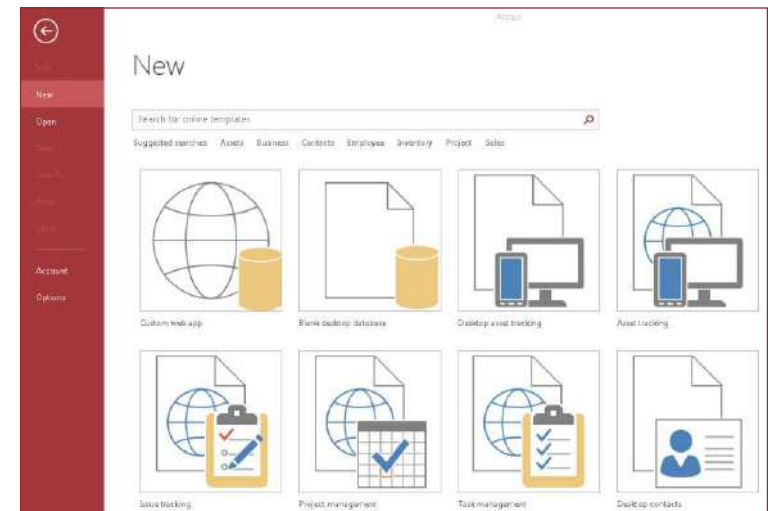 Access
New
New
Open
Search for online templates
Suggested searches Assets Business Contacts Employee Inventory Project Sales
Account
Options
Custom web app Blank desktop database Desktop asset tracking Asset tracking
Issue tracking Project management Task management Desktop contacts